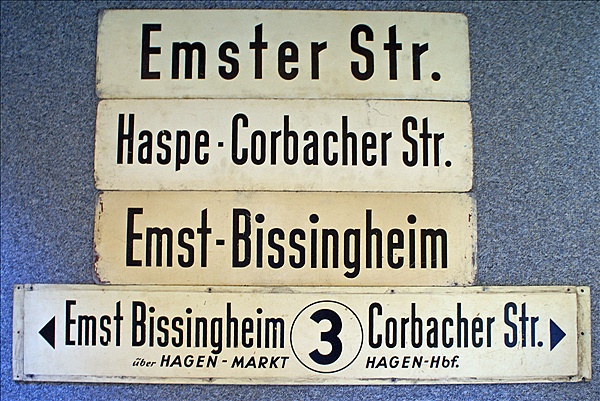 Emster Str.
Haspe-Corbacher Str.
Emst-Bissingheim
Emst Bissingheim 3 Corbacher Str.
über HAGEN-MARKT HAGEN-Hbf.